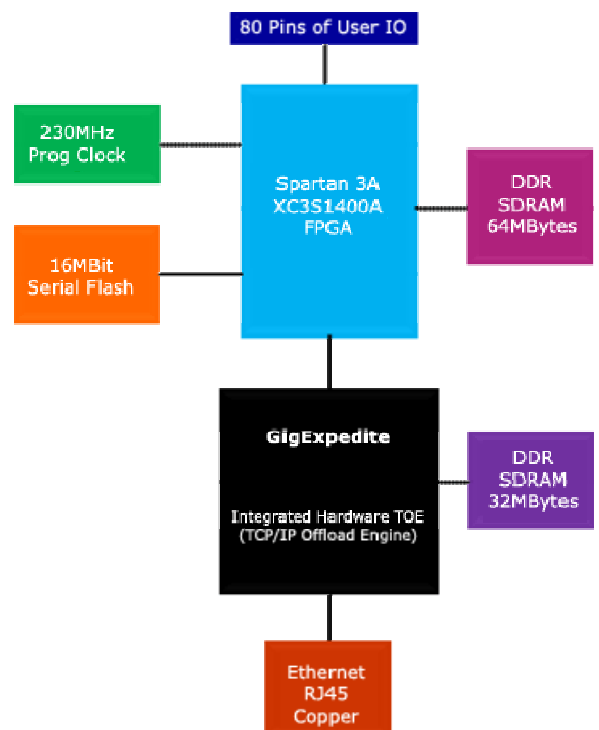 80 Pins of User IO
230MHz
Prog Clock
Spartan 3A
XC3S1400A
FPGA
DDR
SDRAM
64MBytes
16MBit
Serial Flash
GigExpedite
Integrated Hardware TOE
(TCP/IP Offload Engine)
DDR
SDRAM
32MBytes
Ethernet
RJ45
Copper